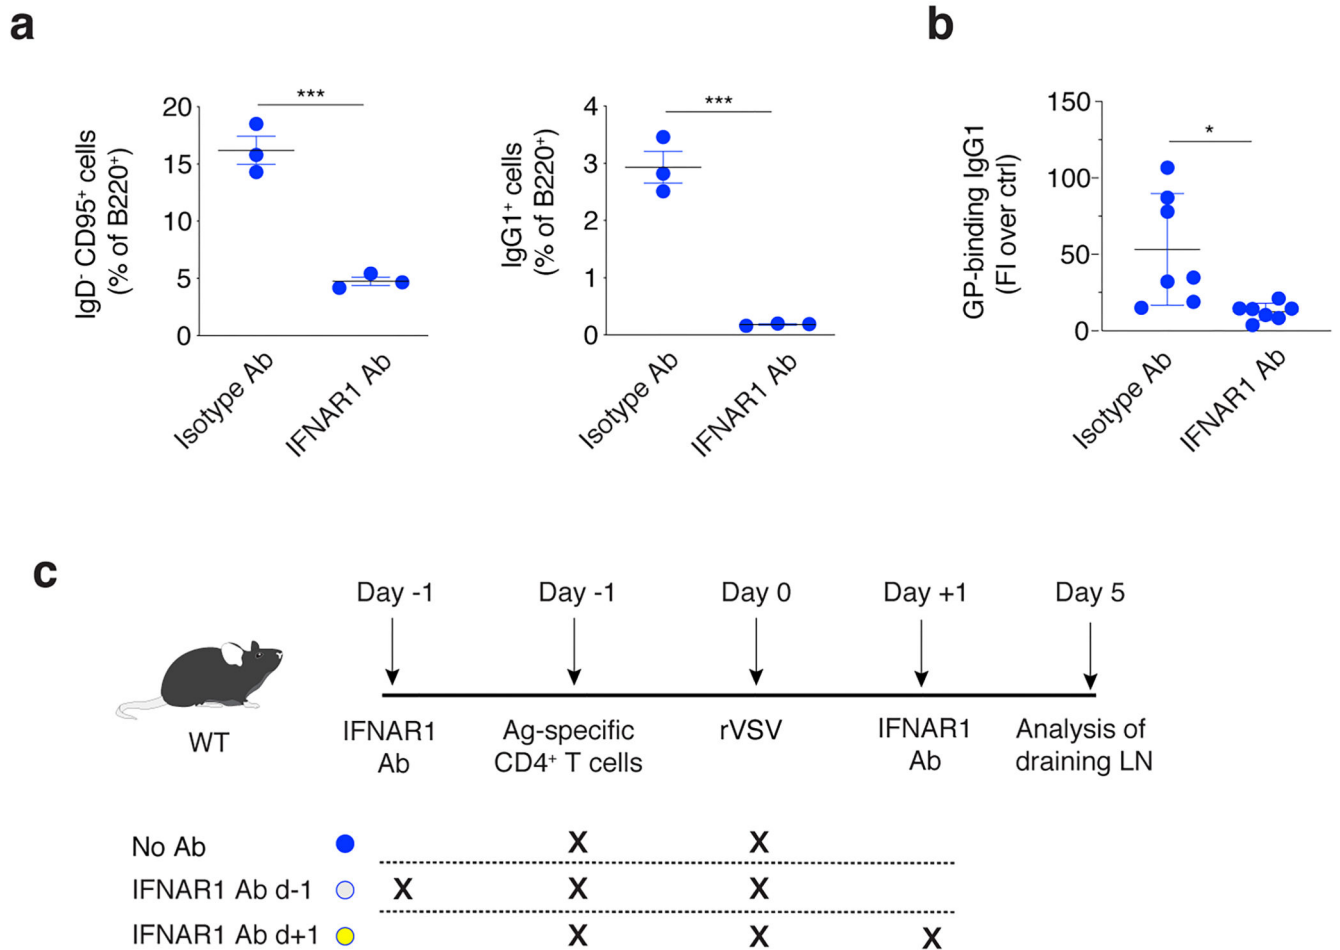 a
b
***
20
15
10
5
0
IgD- CD95+ cells
(% of B220+)
Isotype Ab
IFNAR1 Ab
***
4
3
2
1
0
IgG1+ cells
(% of B220+)
Isotype Ab
IFNAR1 Ab
*
150
100
50
0
GP-binding IgG1
(FI over ctrl)
Isotype Ab
IFNAR1 Ab
c
Day -1
Day -1
Day 0
Day +1
Day 5
WT
IFNAR1
Ab
Ag-specific
CD4+ T cells
rVSV
IFNAR1
Ab
Analysis of
draining LN
No Ab X X
IFNAR1 Ab d-1 X X X
IFNAR1 Ab d+1 X X X